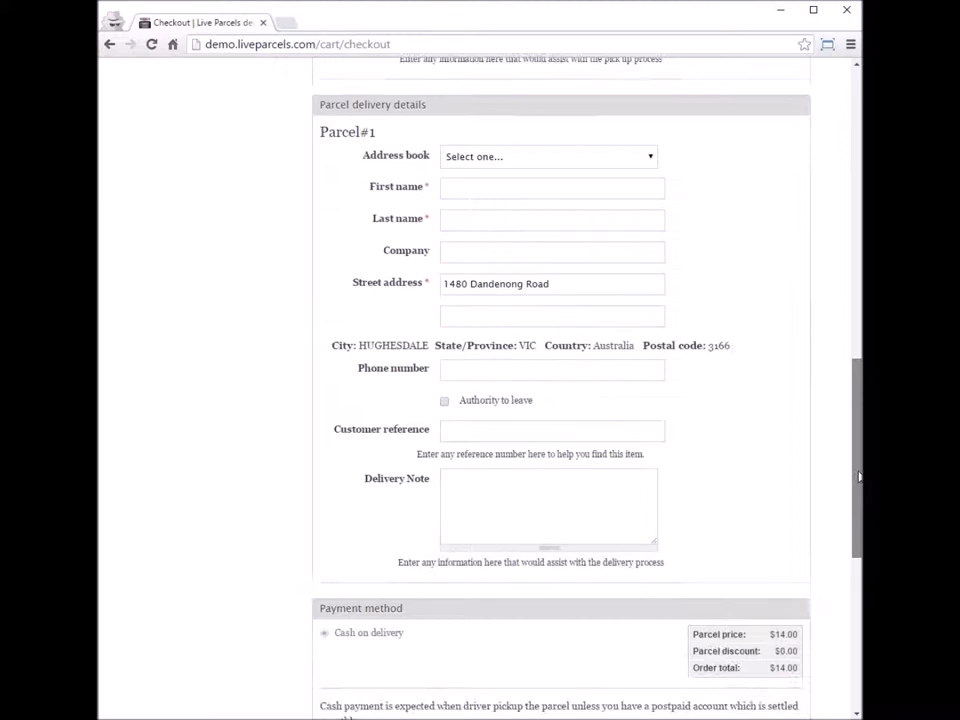 Checkout | Live Parcels de
demo.liveparcels.com/cart/checkout
Enter any information here that would assist with the pick up process
Parcel delivery details
Parcel#1
Address book Select one...
First name *
Last name *
Company
Street address * 1480 Dandenong Road
City: HUGHESDALE State/Province: VIC Country: Australia Postal code: 3166
Phone number
Authority to leave
Customer reference
Enter any reference number here to help you find this item.
Delivery Note
Enter any information here that would assist with the delivery process
Payment method
Cash on delivery
Parcel price: $14.00
Parcel discount: $0.00
Order total: $14.00
Cash payment is expected when driver pickup the parcel unless you have a postpaid account which is settled